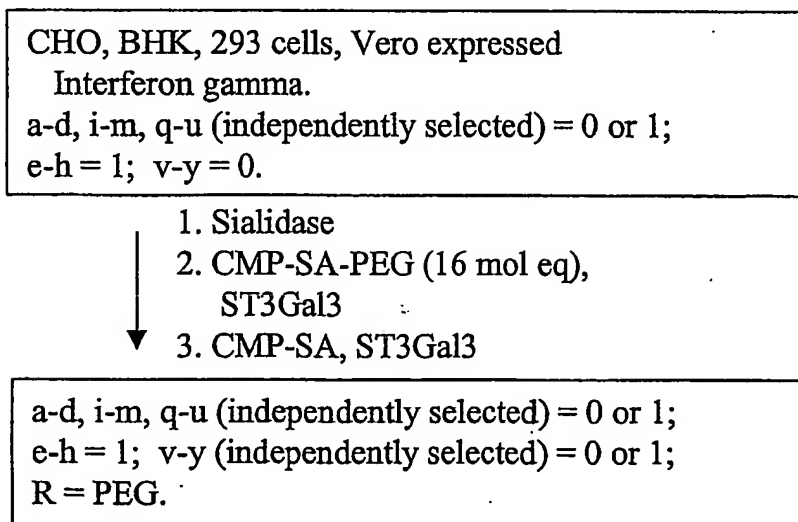 CHO, BHK, 293 cells, Vero expressed
Interferon gamma.
a-d, i-m, q-u (independently selected) = 0 or 1;
e-h = 1; v-y = 0.
1. Sialidase
2. CMP-SA-PEG (16 mol eq),
ST3Gal3
3. CMP-SA, ST3Gal3
a-d, i-m, q-u (independently selected) = 0 or 1;
e-h = 1; v-y (independently selected) = 0 or 1;
R = PEG.